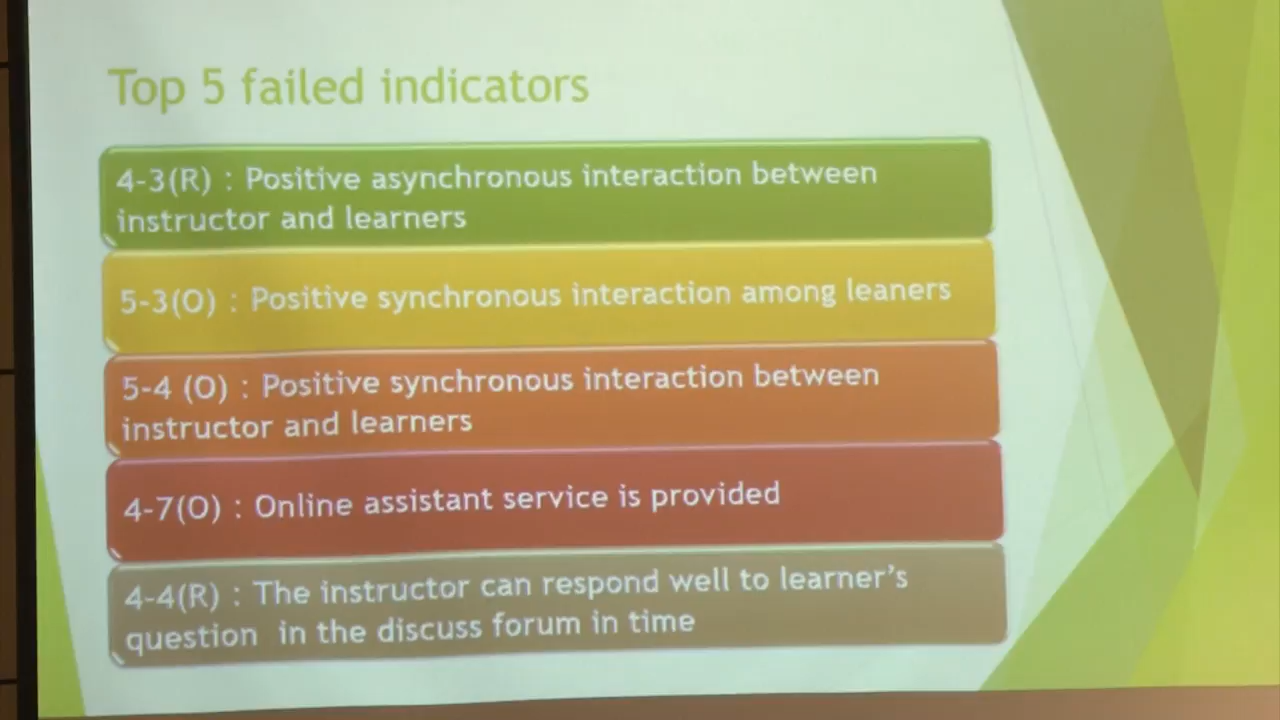 Top 5 failed indicators
4-3(R) : Positive asynchronous interaction between
instructor and learners
5-3(O) : Positive synchronous interaction among leaners
5-4 (O) : Positive synchronous interaction between
instructor and learners
4-7(O) : Online assistant service is provided
4-4(R) : The instructor can respond well to learner’s
question  in the discuss forum in time